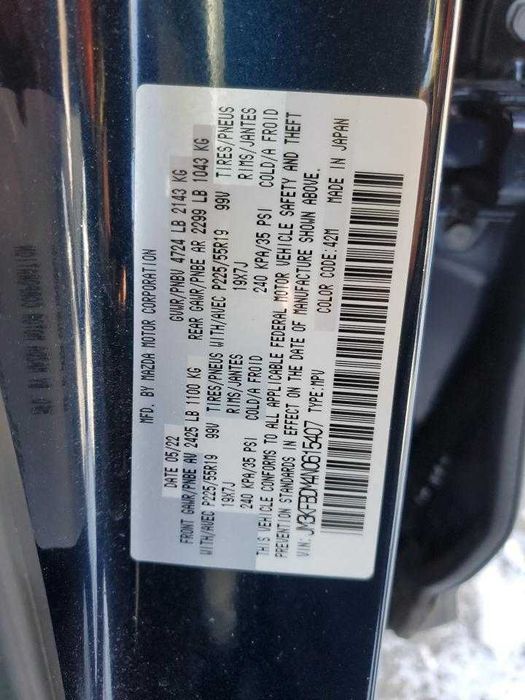 MFD. BY MAZDA MOTOR CORPORATION
DATE 05/22 GVWR/PNBV 4724 LB 2143 KG
FRONT GAWR/PNBE AV 2425 LB 1100 KG REAR GAWR/PNBE AR 2299 LB 1043 KG
WITH/AVEC P225/55R19 99V TIRES/PNEUS WITH/AVEC P225/55R19 99V TIRES/PNEUS
19X7J RIMS/JANTES 19X7J RIMS/JANTES
240 KPA/35 PSI COLD/A FROID 240 KPA/35 PSI COLD/A FROID
THIS VEHICLE CONFORMS TO ALL APPLICABLE FEDERAL MOTOR VEHICLE SAFETY AND THEFT
PREVENTION STANDARDS IN EFFECT ON THE DATE OF MANUFACTURE SHOWN ABOVE.
COLOR CODE:42M MADE IN JAPAN
VIN: JM3KFBDM4N0615407 TYPE:MPV